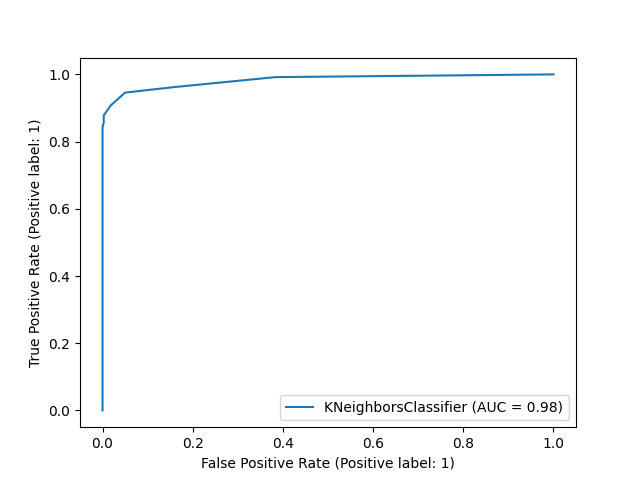 1.0
0.8
0.6
0.4
0.2
0.0
True Positive Rate (Positive label: 1)
KNeighborsClassifier (AUC = 0.98)
0.0 0.2 0.4 0.6 0.8 1.0
False Positive Rate (Positive label: 1)